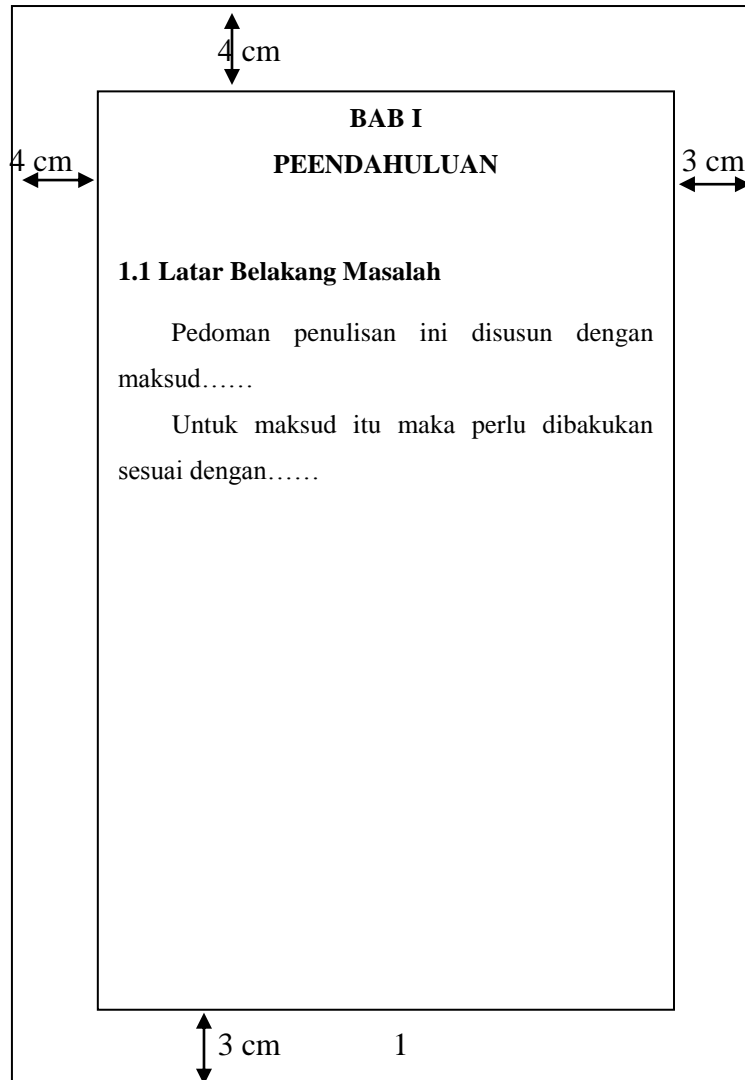 4 cm
BAB I
4 cm
PEENDAHULUAN
3 cm
1.1 Latar Belakang Masalah
Pedoman penulisan ini disusun dengan
maksud……
Untuk maksud itu maka perlu dibakukan
sesuai dengan……
3 cm
1